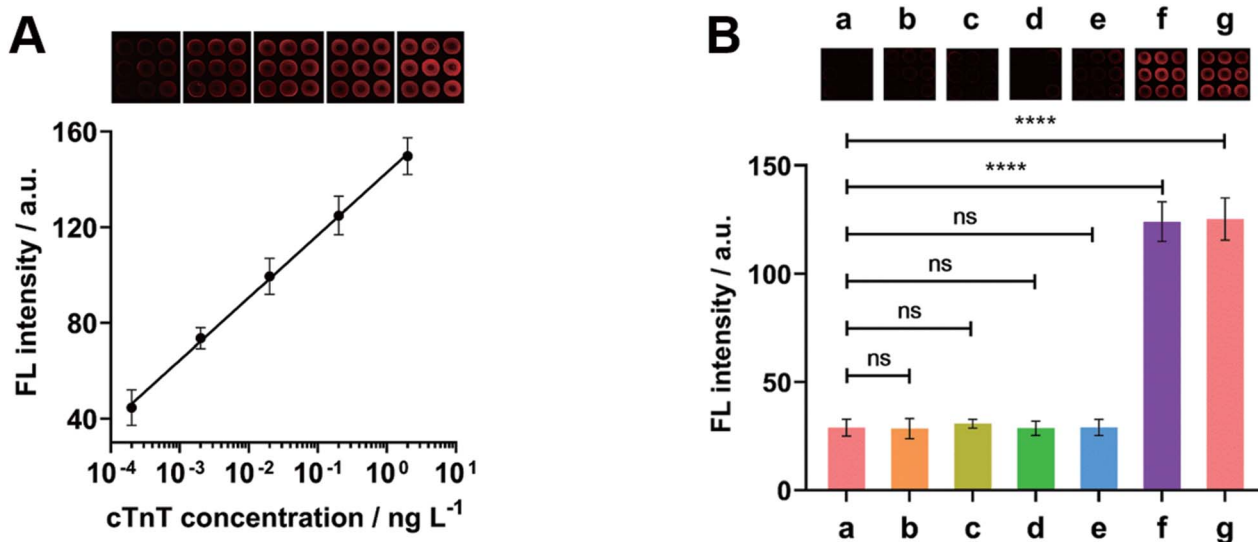 A
160
120
80
40
FL intensity / a.u.
10⁻⁴ 10⁻³ 10⁻² 10⁻¹ 10⁰ 10¹
cTnT concentration / ng L⁻¹
B
a b c d e f g
****
****
ns
ns
ns
ns
150
100
50
0
FL intensity / a.u.
a b c d e f g